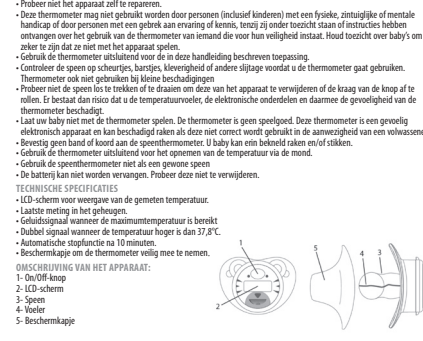 • Probeer niet het apparaat zelf te repareren.
• Deze thermometer mag niet gebruikt worden door personen (inclusief kinderen) met een fysieke, zintuiglijke of mentale
handicap of door personen met een gebrek aan ervaring of kennis, tenzij zij onder toezicht staan of instructies hebben
ontvangen over het gebruik van de thermometer van iemand die voor hun veiligheid instaat. Houd toezicht over baby's om
zeker te zijn dat ze niet met het apparaat spelen.
• Gebruik de thermometer uitsluitend voor de in deze handleiding beschreven toepassing.
• Controleer de speen op scheurtjes, barstjes, kleverigheid of andere slijtage voordat u de thermometer gaat gebruiken.
Thermometer ook niet gebruiken bij kleine beschadigingen
• Probeer niet de speen los te trekken of te draaien om deze van het apparaat te verwijderen of de kraag van de knop af te
rollen. Er bestaat dan risico dat u de temperatuurvoeler, de elektronische onderdelen en daarmee de gevoeligheid van de
thermometer beschadigt.
• Laat uw baby niet met de thermometer spelen. De thermometer is geen speelgoed. Deze thermometer is een gevoelig
elektronisch apparaat en kan beschadigd raken als deze niet correct wordt gebruikt in de aanwezigheid van een volwassene
• Bevestig geen band of koord aan de speenthermometer. U baby kan erin bekneld raken en/of stikken.
• Gebruik de thermometer uitsluitend voor het opnemen van de temperatuur via de mond.
• Gebruik de speenthermometer niet als een gewone speen
• De batterij kan niet worden vervangen. Probeer deze niet te verwijderen.
TECHNISCHE SPECIFICATIES
• LCD-scherm voor weergave van de gemeten temperatuur.
• Laatste meting in het geheugen.
• Geluidssignaal wanneer de maximumtemperatuur is bereikt
• Dubbel signaal wanneer de temperatuur hoger is dan 37,8°C.
• Automatische stopfunctie na 10 minuten.
• Beschermkapje om de thermometer veilig mee te nemen.
OMSCHRIJVING VAN HET APPARAAT:
1- On/Off-knop
2- LCD-scherm
3- Speen
4- Voeler
5- Beschermkapje
1
2
5
4
3